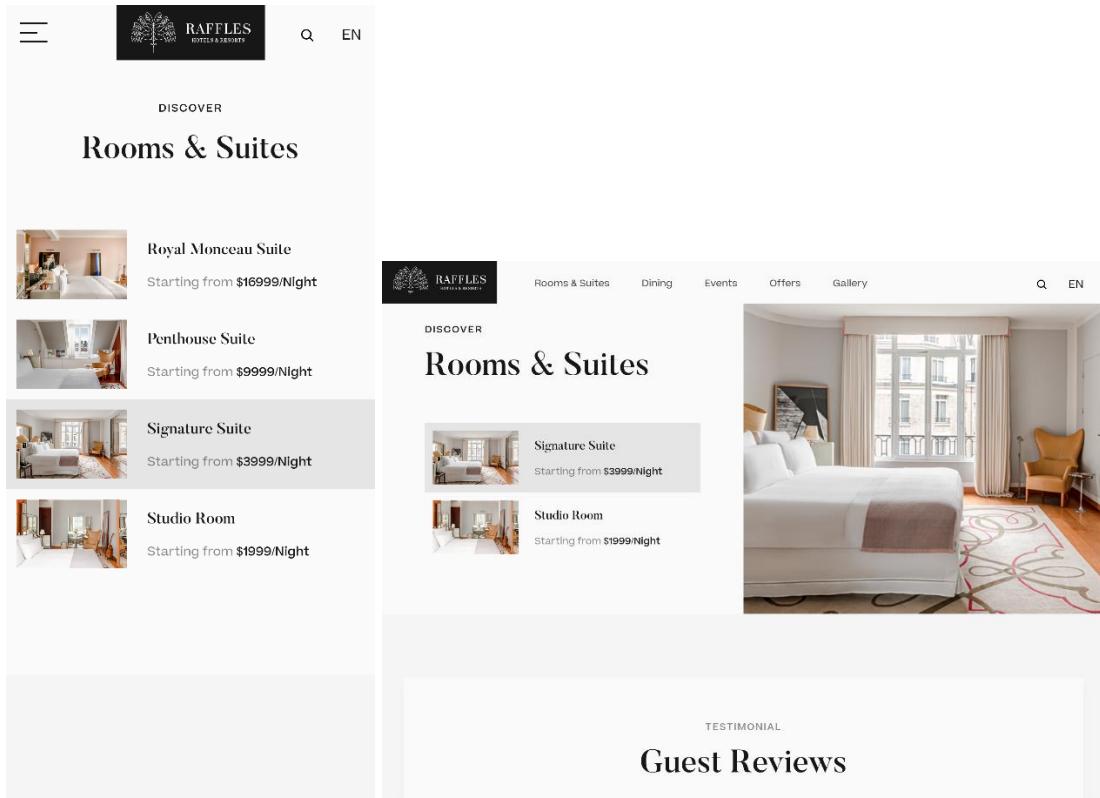 RAFFLES
HOTELS & RESORTS
EN
DISCOVER
Rooms & Suites
Royal Monceau Suite
Starting from $16999/Night
Penthouse Suite
Starting from $9999/Night
Signature Suite
Starting from $3999/Night
Studio Room
Starting from $1999/Night
RAFFLES
HOTELS & RESORTS
Rooms & Suites
Dining
Events
Offers
Gallery
EN
DISCOVER
Rooms & Suites
Signature Suite
Starting from $3999/Night
Studio Room
Starting from $1999/Night
TESTIMONIAL
Guest Reviews